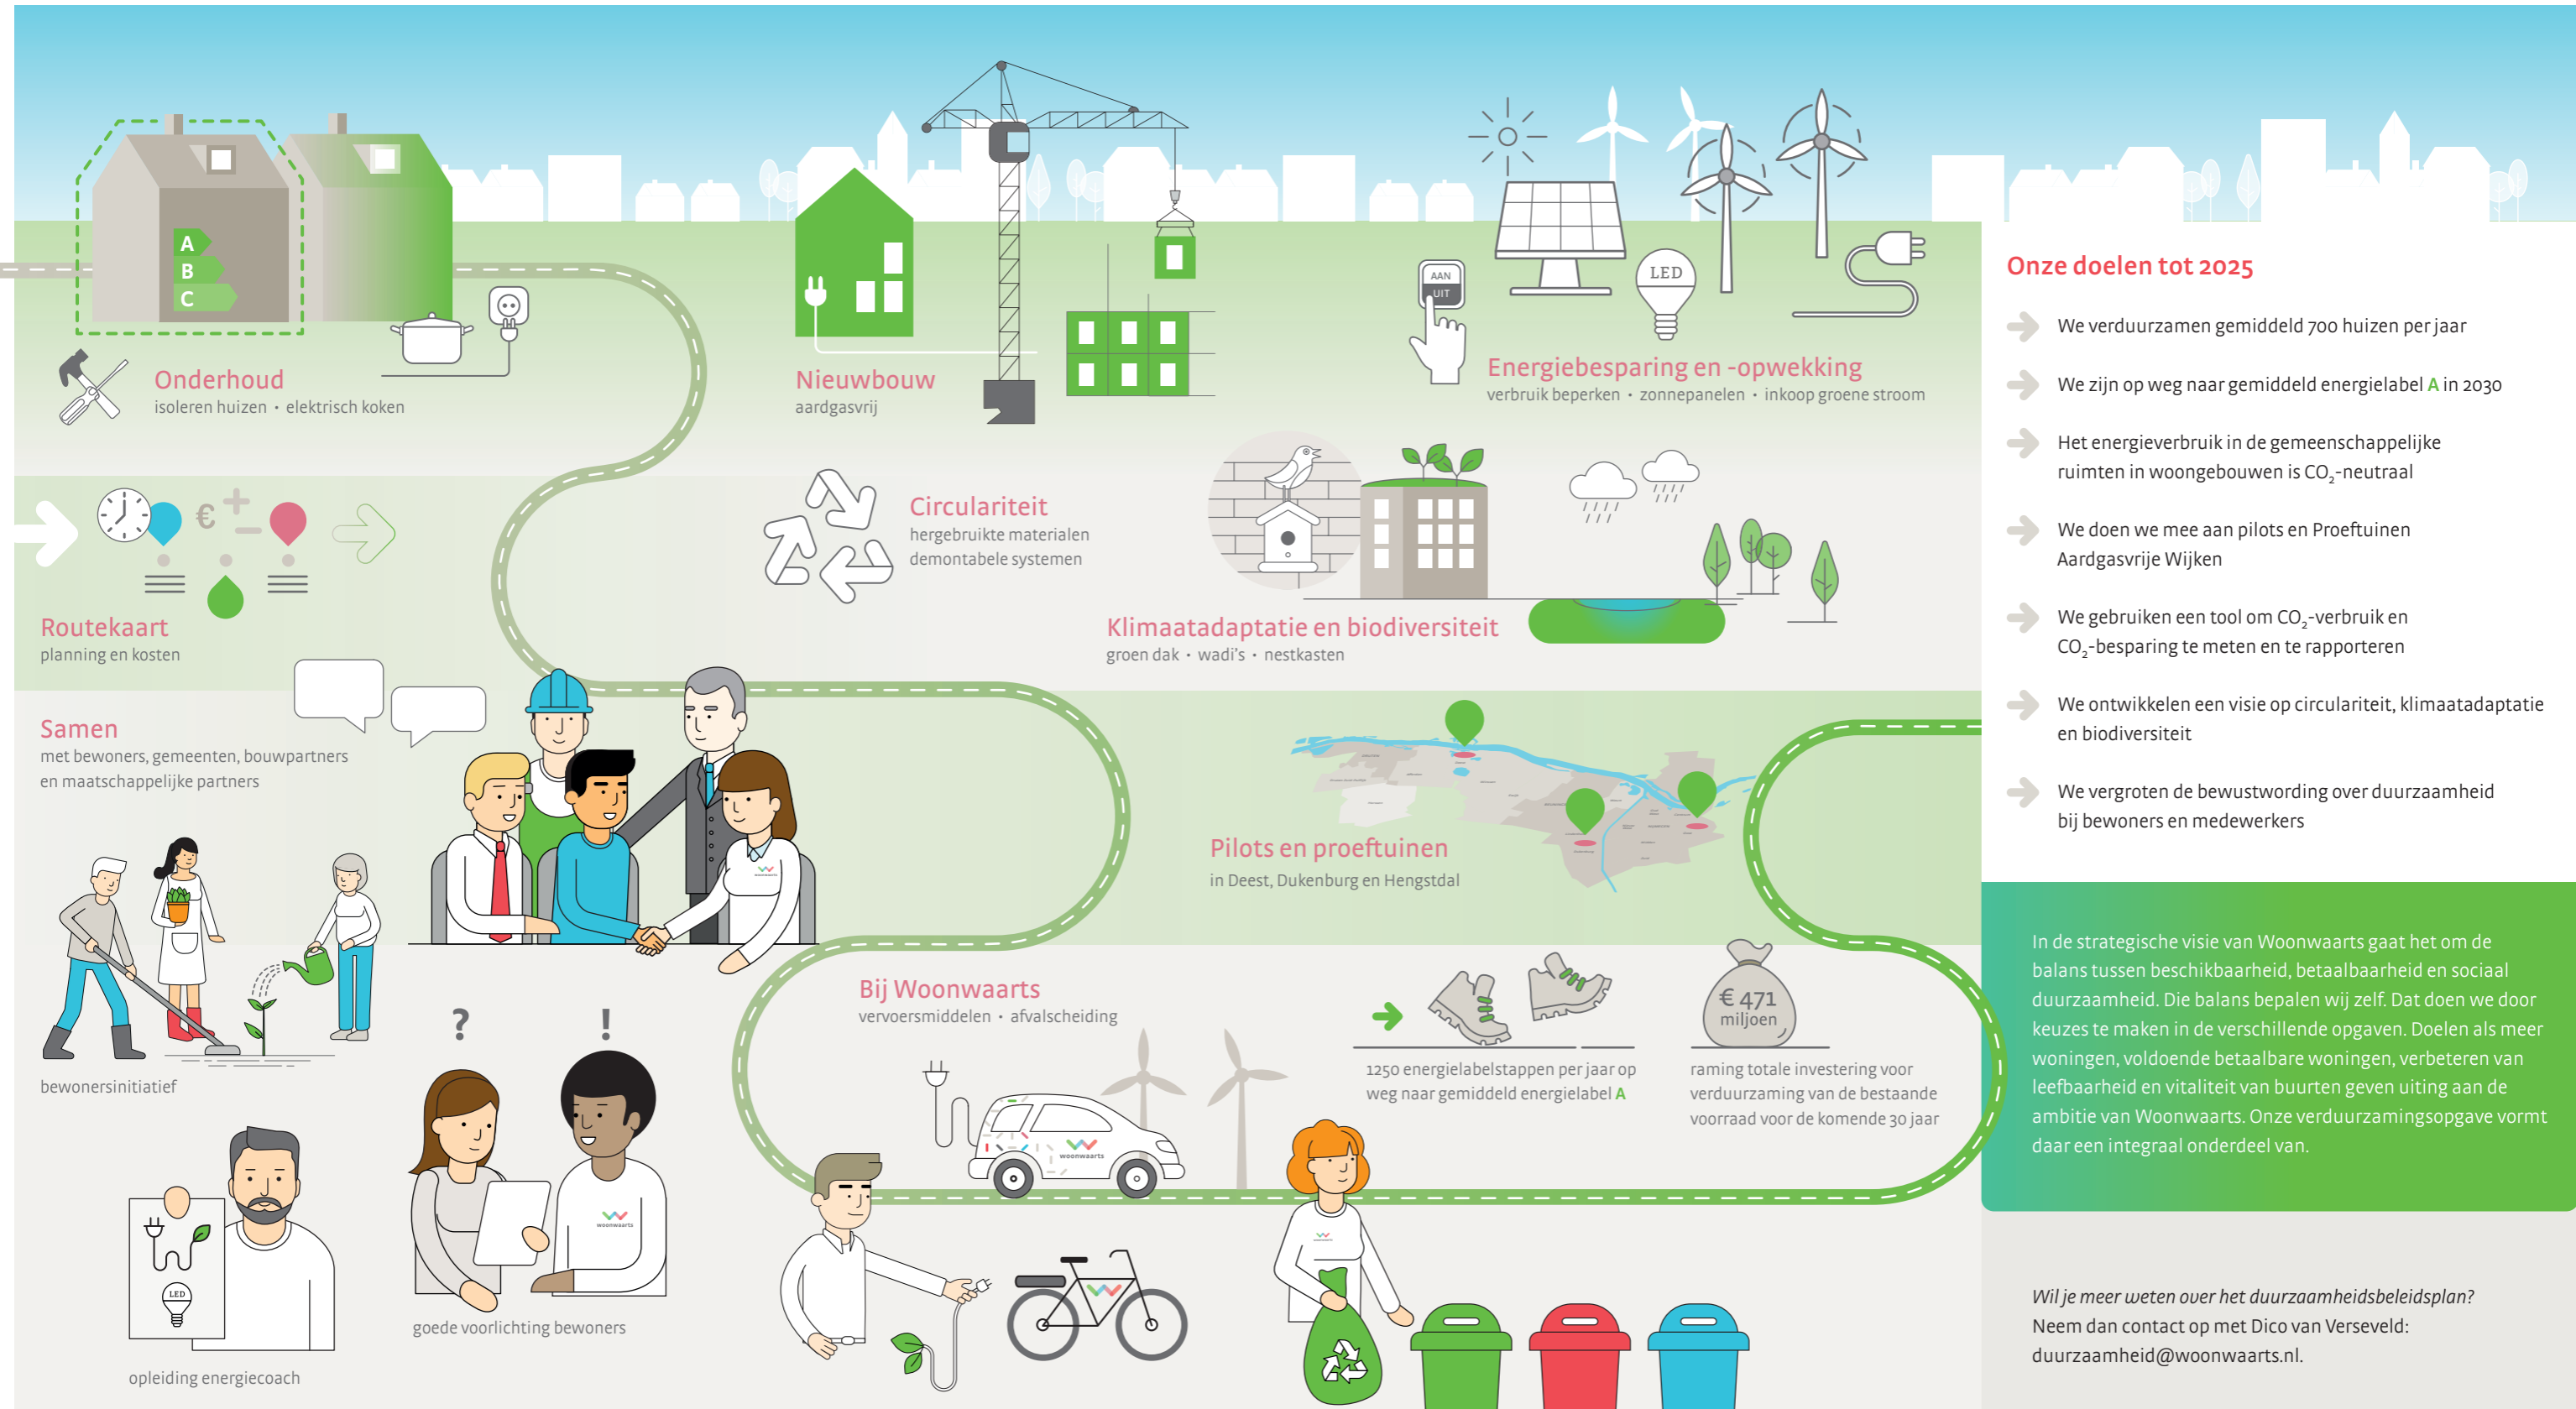 A
B
C
Onderhoud
isoleren huizen • elektrisch koken
Nieuwbouw
aardgasvrij
AAN
UIT
LED
Energiebesparing en -opwekking
verbruik beperken • zonnepanelen • inkoop groene stroom
€
Routekaart
planning en kosten
Circulariteit
hergebruikte materialen
demontabele systemen
Klimaatadaptatie en biodiversiteit
groen dak • wadi's • nestkasten
Samen
met bewoners, gemeenten, bouwpartners
en maatschappelijke partners
Pilots en proeftuinen
in Deest, Dukenburg en Hengstdal
bewonersinitiatief
?
!
woonwaarts
goede voorlichting bewoners
LED
opleiding energiecoach
Bij Woonwaarts
vervoersmiddelen • afvalscheiding
woonwaarts
1250 energielabelstappen per jaar op
weg naar gemiddeld energielabel A
€ 471
miljoen
raming totale investering voor
verduurzaming van de bestaande
voorraad voor de komende 30 jaar
Onze doelen tot 2025
We verduurzamen gemiddeld 700 huizen per jaar
We zijn op weg naar gemiddeld energielabel A in 2030
Het energieverbruik in de gemeenschappelijke
ruimten in woongebouwen is CO₂-neutraal
We doen we mee aan pilots en Proeftuinen
Aardgasvrije Wijken
We gebruiken een tool om CO₂-verbruik en
CO₂-besparing te meten en te rapporteren
We ontwikkelen een visie op circulariteit, klimaatadaptatie
en biodiversiteit
We vergroten de bewustwording over duurzaamheid
bij bewoners en medewerkers
In de strategische visie van Woonwaarts gaat het om de
balans tussen beschikbaarheid, betaalbaarheid en sociaal
duurzaamheid. Die balans bepalen wij zelf. Dat doen we door
keuzes te maken in de verschillende opgaven. Doelen als meer
woningen, voldoende betaalbare woningen, verbeteren van
leefbaarheid en vitaliteit van buurten geven uiting aan de
ambitie van Woonwaarts. Onze verduurzamingsopgave vormt
daar een integraal onderdeel van.
Wil je meer weten over het duurzaamheidsbeleidsplan?
Neem dan contact op met Dico van Verseveld:
duurzaamheid@woonwaarts.nl.